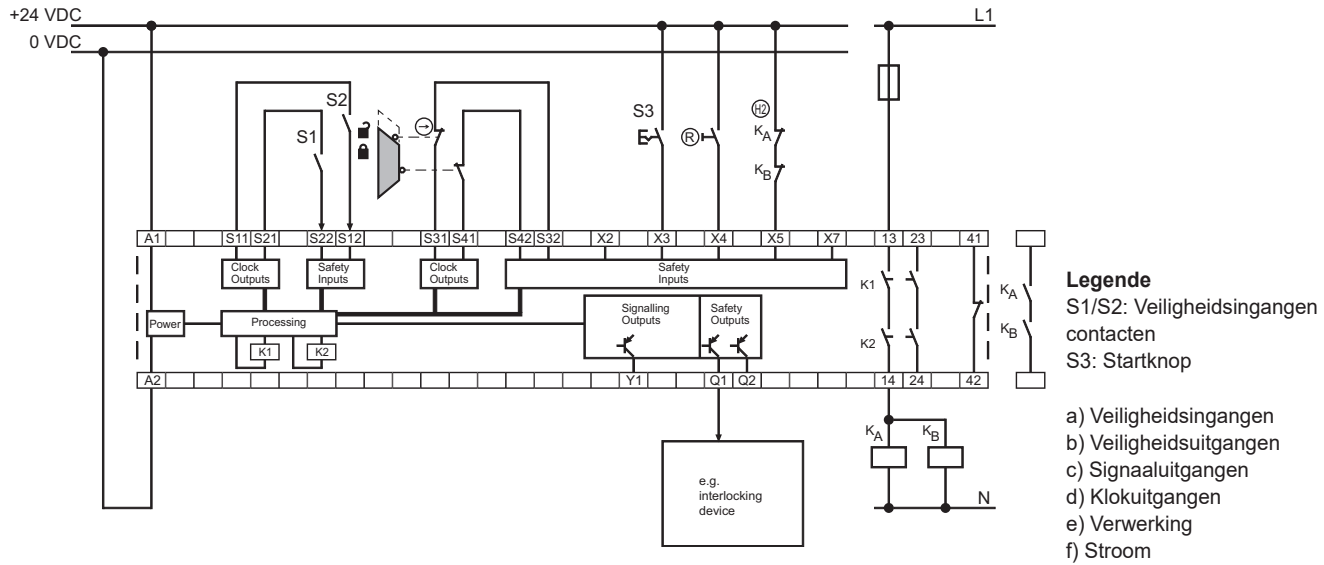 +24 VDC
L1
0 VDC
S2
S1
S3
R
H2
KA
KB
A1 S11 S21 S22 S12 S31 S41 S42 S32 X2 X3 X4 X5 X7 13 23 41
Clock
Outputs
Safety
Inputs
Clock
Outputs
Safety
Inputs
K1
KA
KB
Power
Processing
Signalling
Outputs
Safety
Outputs
K1
K2
K2
A2 Y1 Q1 Q2 14 24 42
KA
KB
e.g.
interlocking
device
N
Legende
S1/S2: Veiligheidsingangen
contacten
S3: Startknop
a) Veiligheidsingangen
b) Veiligheidsuitgangen
c) Signaaluitgangen
d) Klokuitgangen
e) Verwerking
f) Stroom